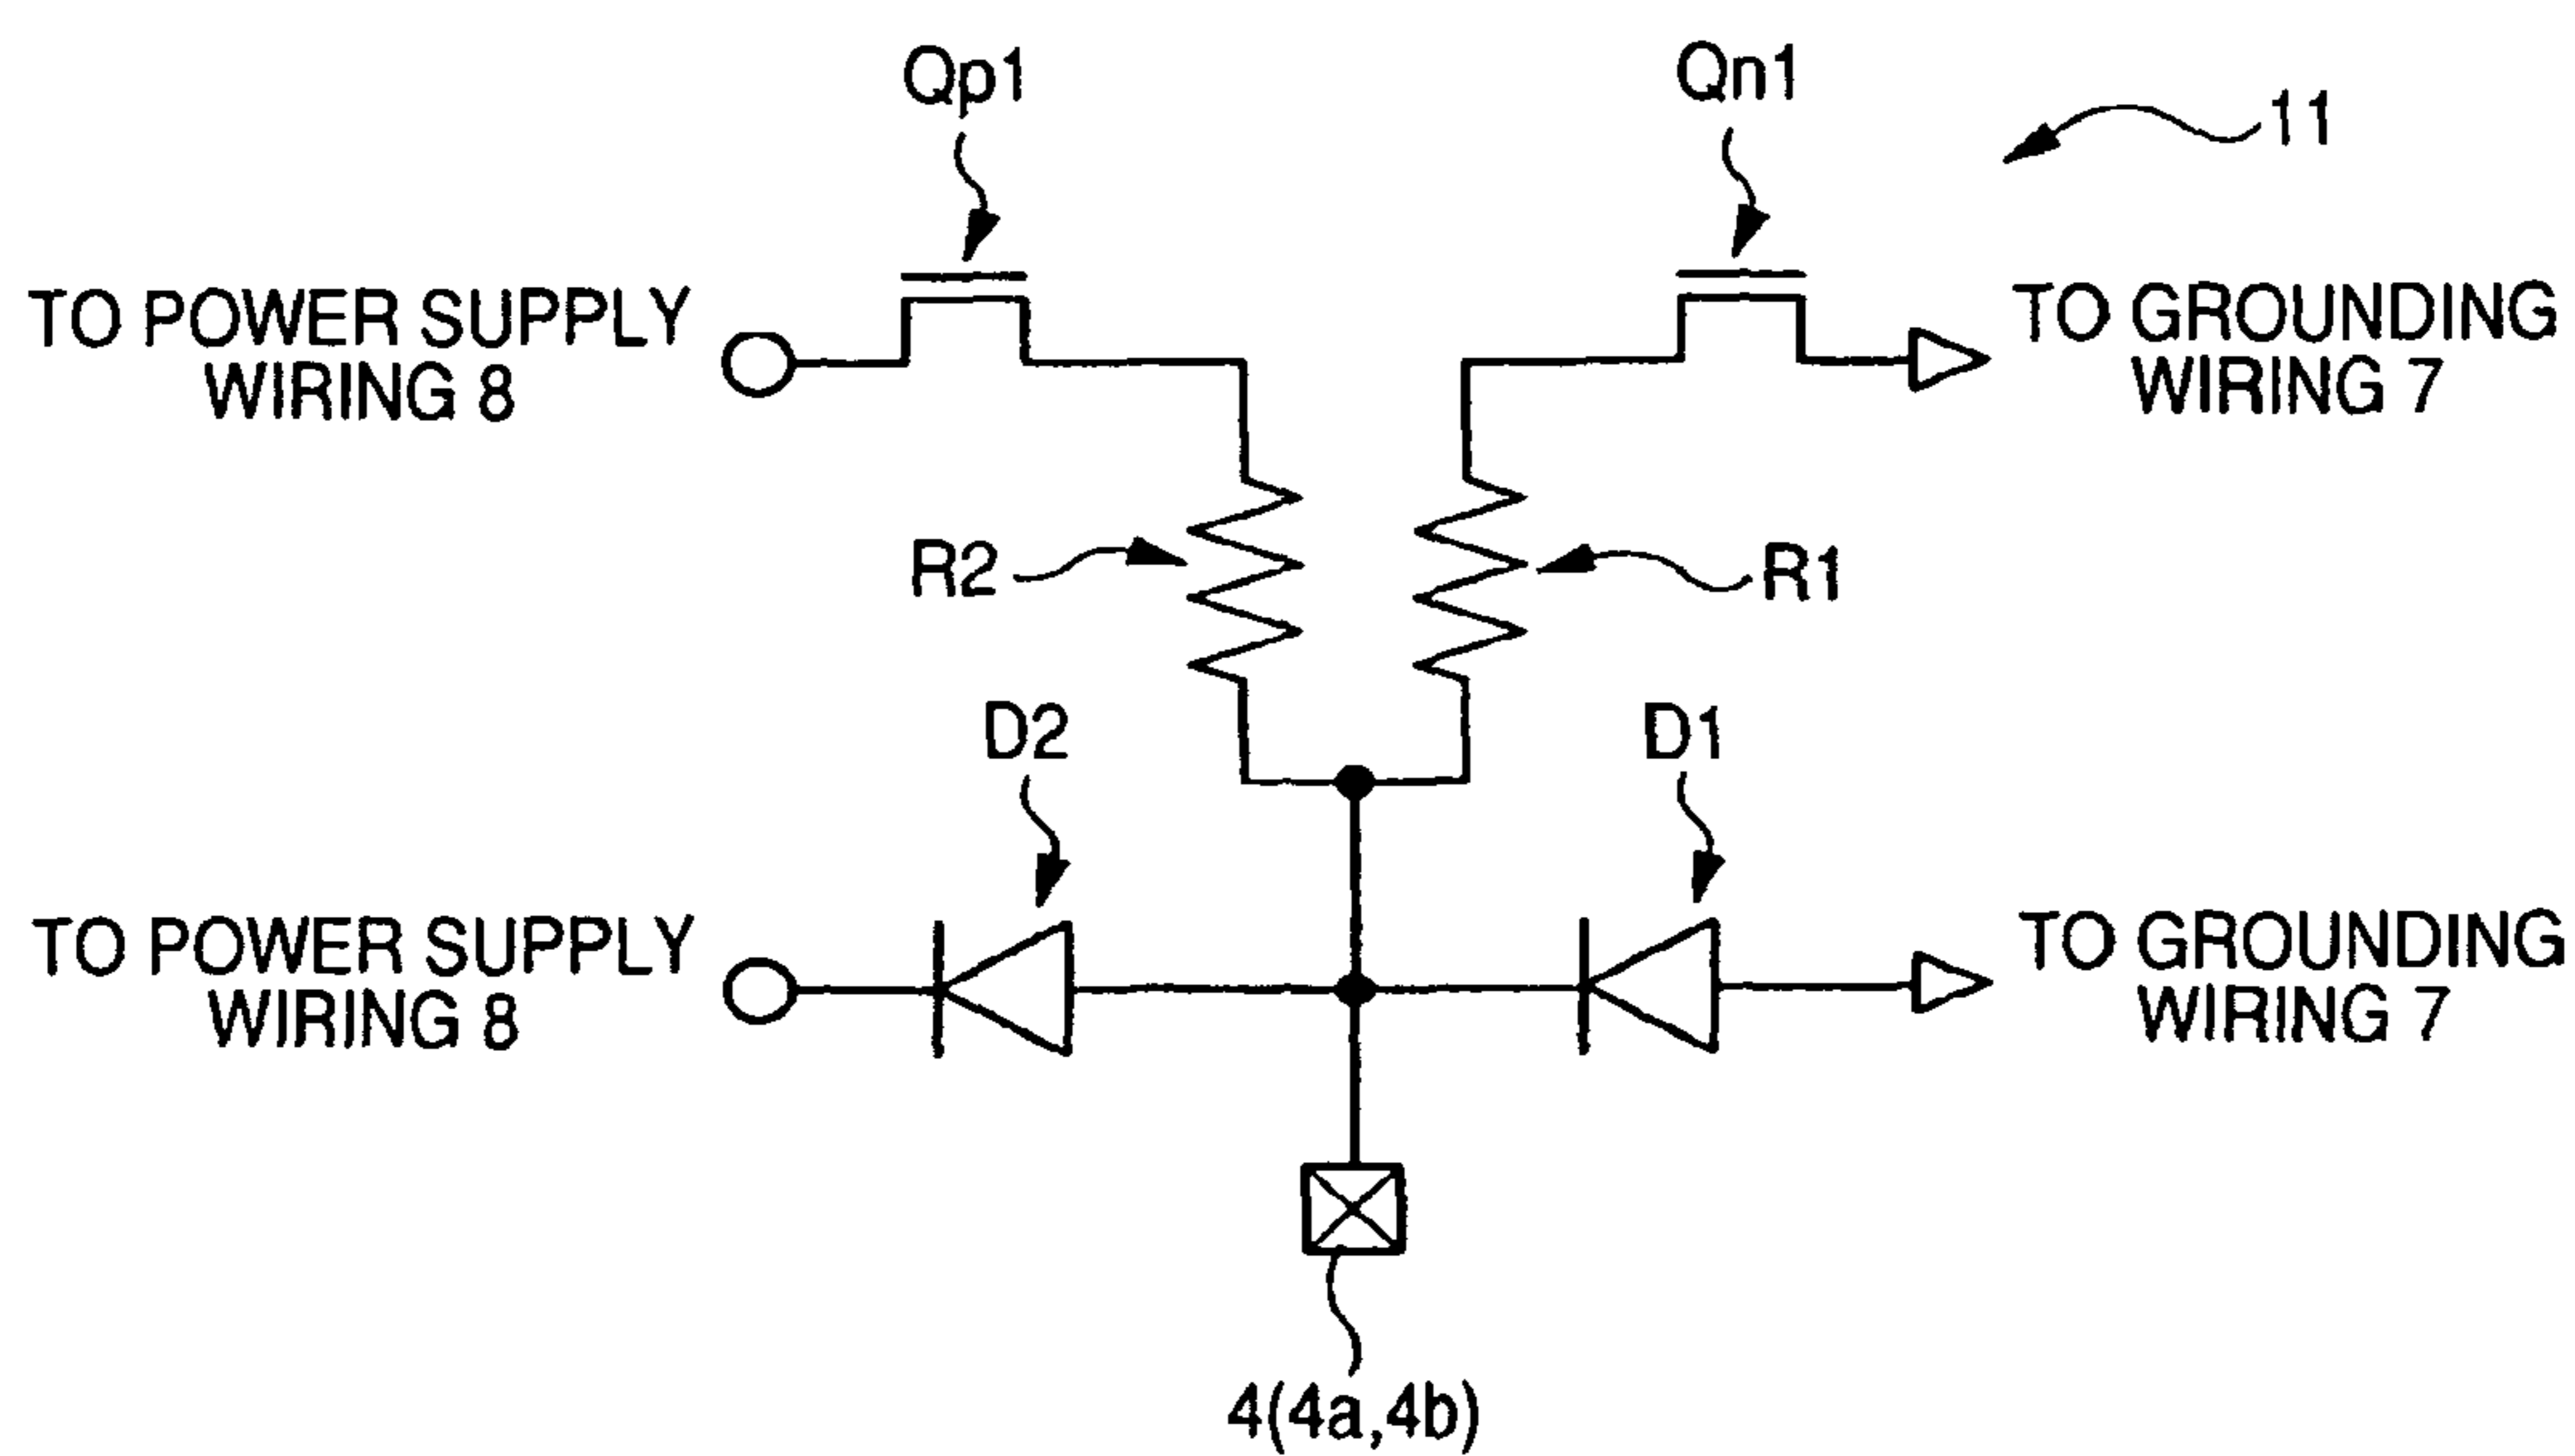 Qp1
Qn1
11
TO POWER SUPPLY
WIRING 8
TO GROUNDING
WIRING 7
R2
R1
D2
D1
TO POWER SUPPLY
WIRING 8
TO GROUNDING
WIRING 7
4(4a,4b)